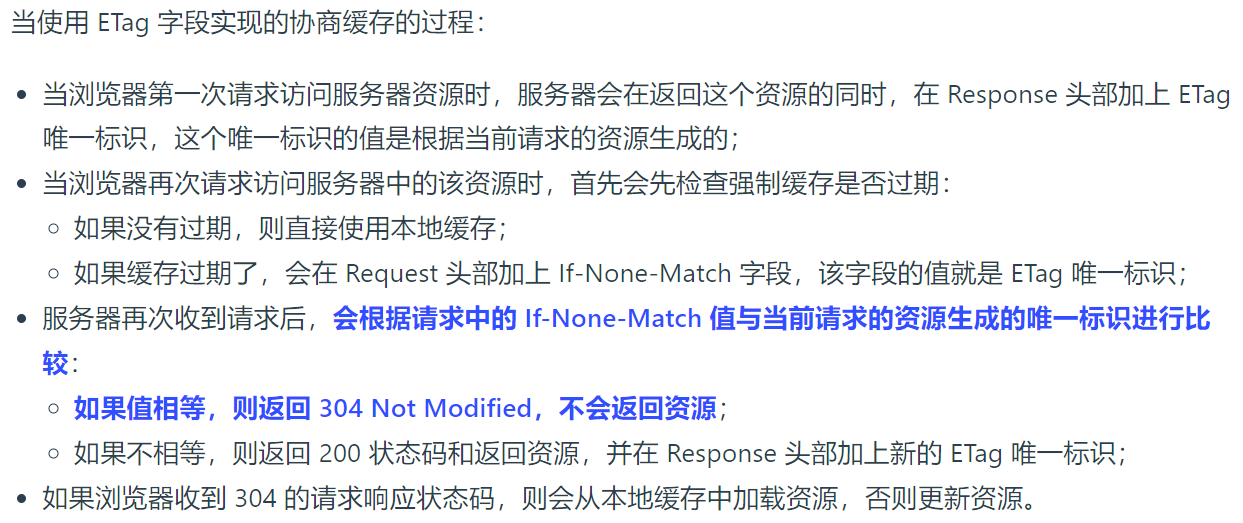 当使用 ETag 字段实现的协商缓存的过程：
当浏览器第一次请求访问服务器资源时，服务器会在返回这个资源的同时，在 Response 头部加上 ETag
唯一标识，这个唯一标识的值是根据当前请求的资源生成的；
当浏览器再次请求访问服务器中的该资源时，首先会先检查强制缓存是否过期：
如果没有过期，则直接使用本地缓存；
如果缓存过期了，会在 Request 头部加上 If-None-Match 字段，该字段的值就是 ETag 唯一标识；
服务器再次收到请求后，会根据请求中的 If-None-Match 值与当前请求的资源生成的唯一标识进行比
较：
如果值相等，则返回 304 Not Modified，不会返回资源；
如果不相等，则返回 200 状态码和返回资源，并在 Response 头部加上新的 ETag 唯一标识；
如果浏览器收到 304 的请求响应状态码，则会从本地缓存中加载资源，否则更新资源。